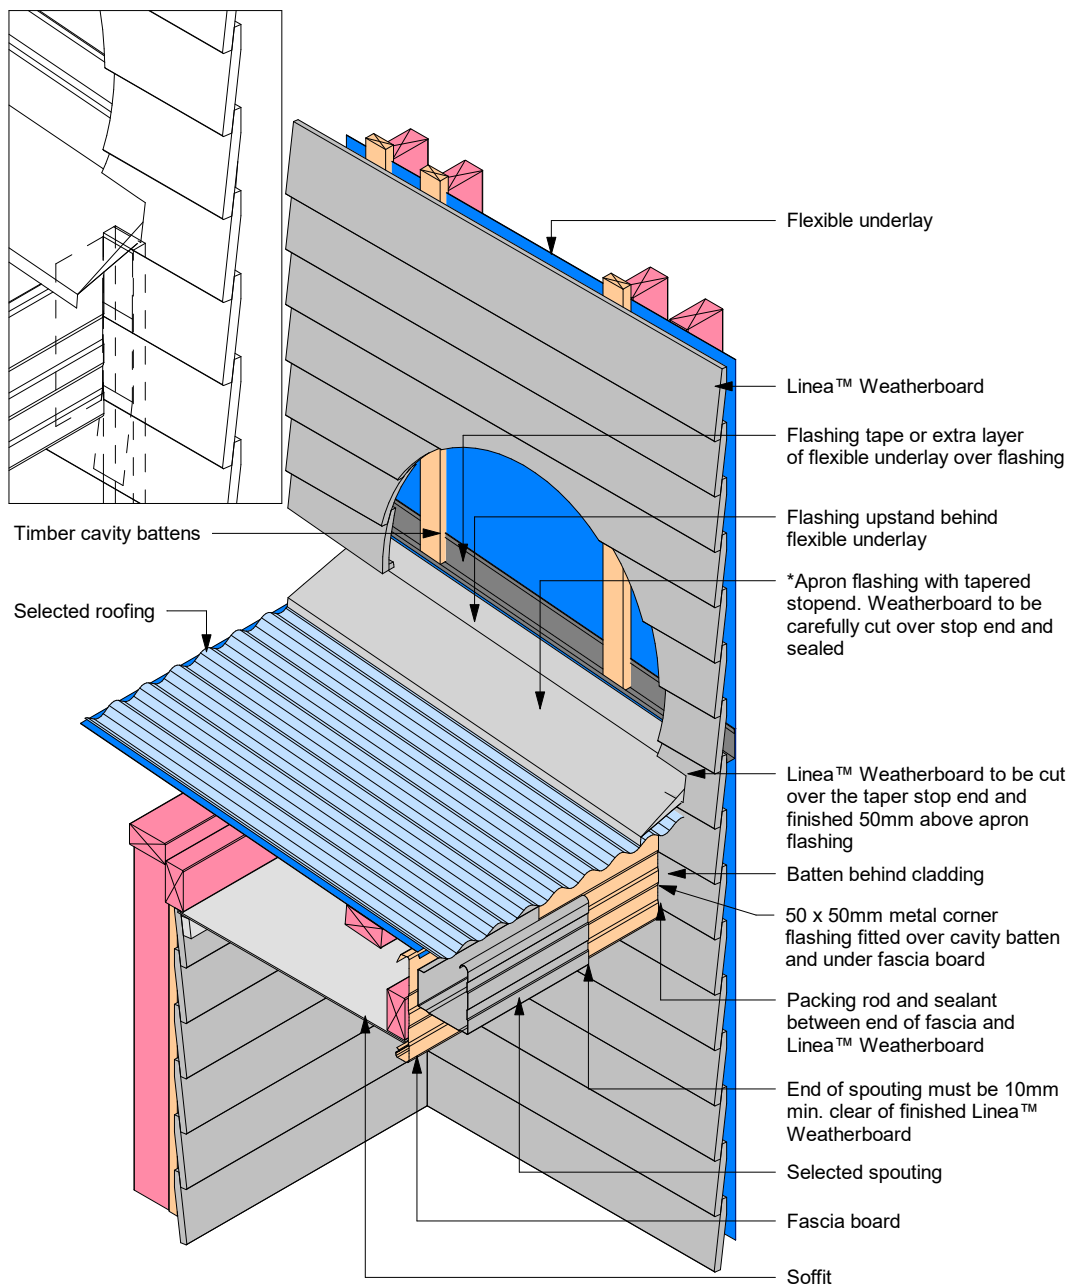 Flexible underlay
Linea™ Weatherboard
Flashing tape or extra layer
of flexible underlay over flashing
Timber cavity battens
Flashing upstand behind
flexible underlay
*Apron flashing with tapered
stopend. Weatherboard to be
carefully cut over stop end and
sealed
Selected roofing
Linea™ Weatherboard to be cut
over the taper stop end and
finished 50mm above apron
flashing
Batten behind cladding
50 x 50mm metal corner
flashing fitted over cavity batten
and under fascia board
Packing rod and sealant
between end of fascia and
Linea™ Weatherboard
End of spouting must be 10mm
min. clear of finished Linea™
Weatherboard
Selected spouting
Fascia board
Soffit